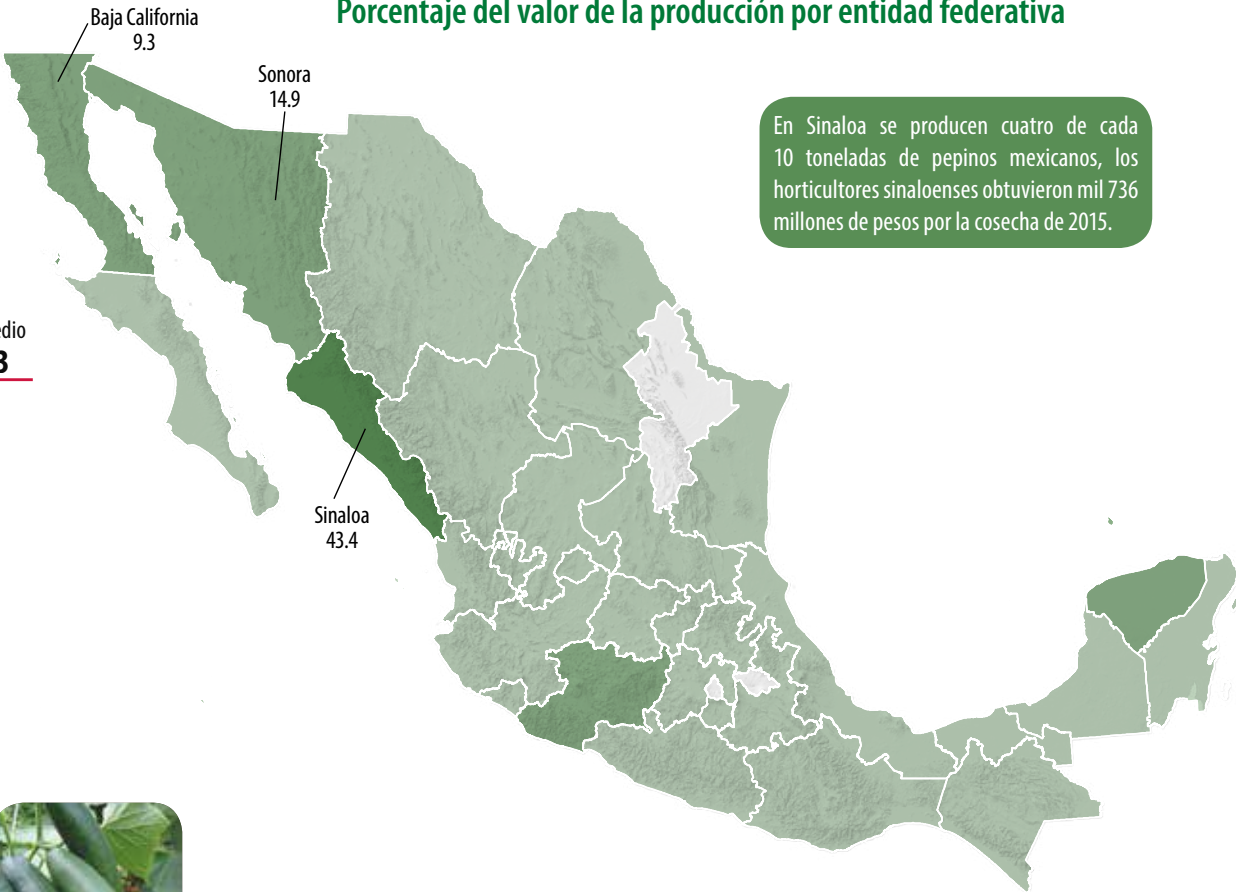 Porcentaje del valor de la producción por entidad federativa
Baja California
9.3
Sonora
14.9
En Sinaloa se producen cuatro de cada
10 toneladas de pepinos mexicanos, los
horticultores sinaloenses obtuvieron mil 736
millones de pesos por la cosecha de 2015.
Sinaloa
43.4